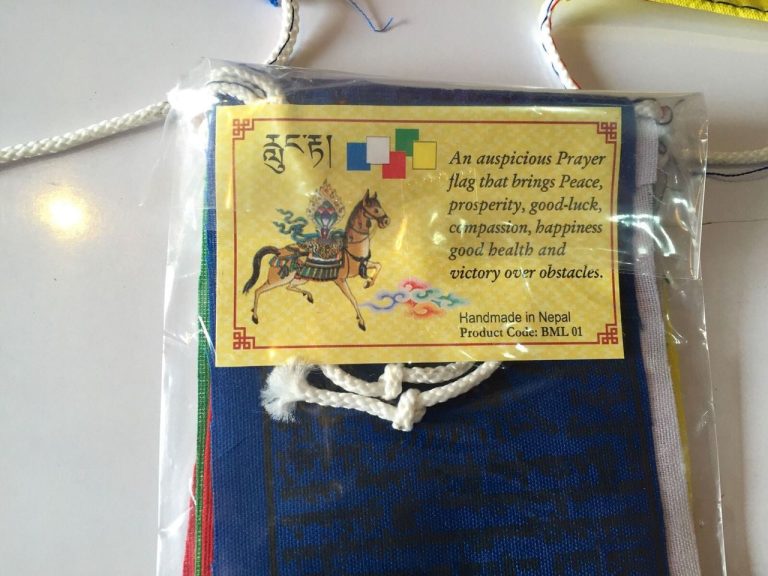 རླུང་རྟ།
An auspicious Prayer
flag that brings Peace,
prosperity, good-luck,
compassion, happiness
good health and
victory over obstacles.
Handmade in Nepal
Product Code: BML 01